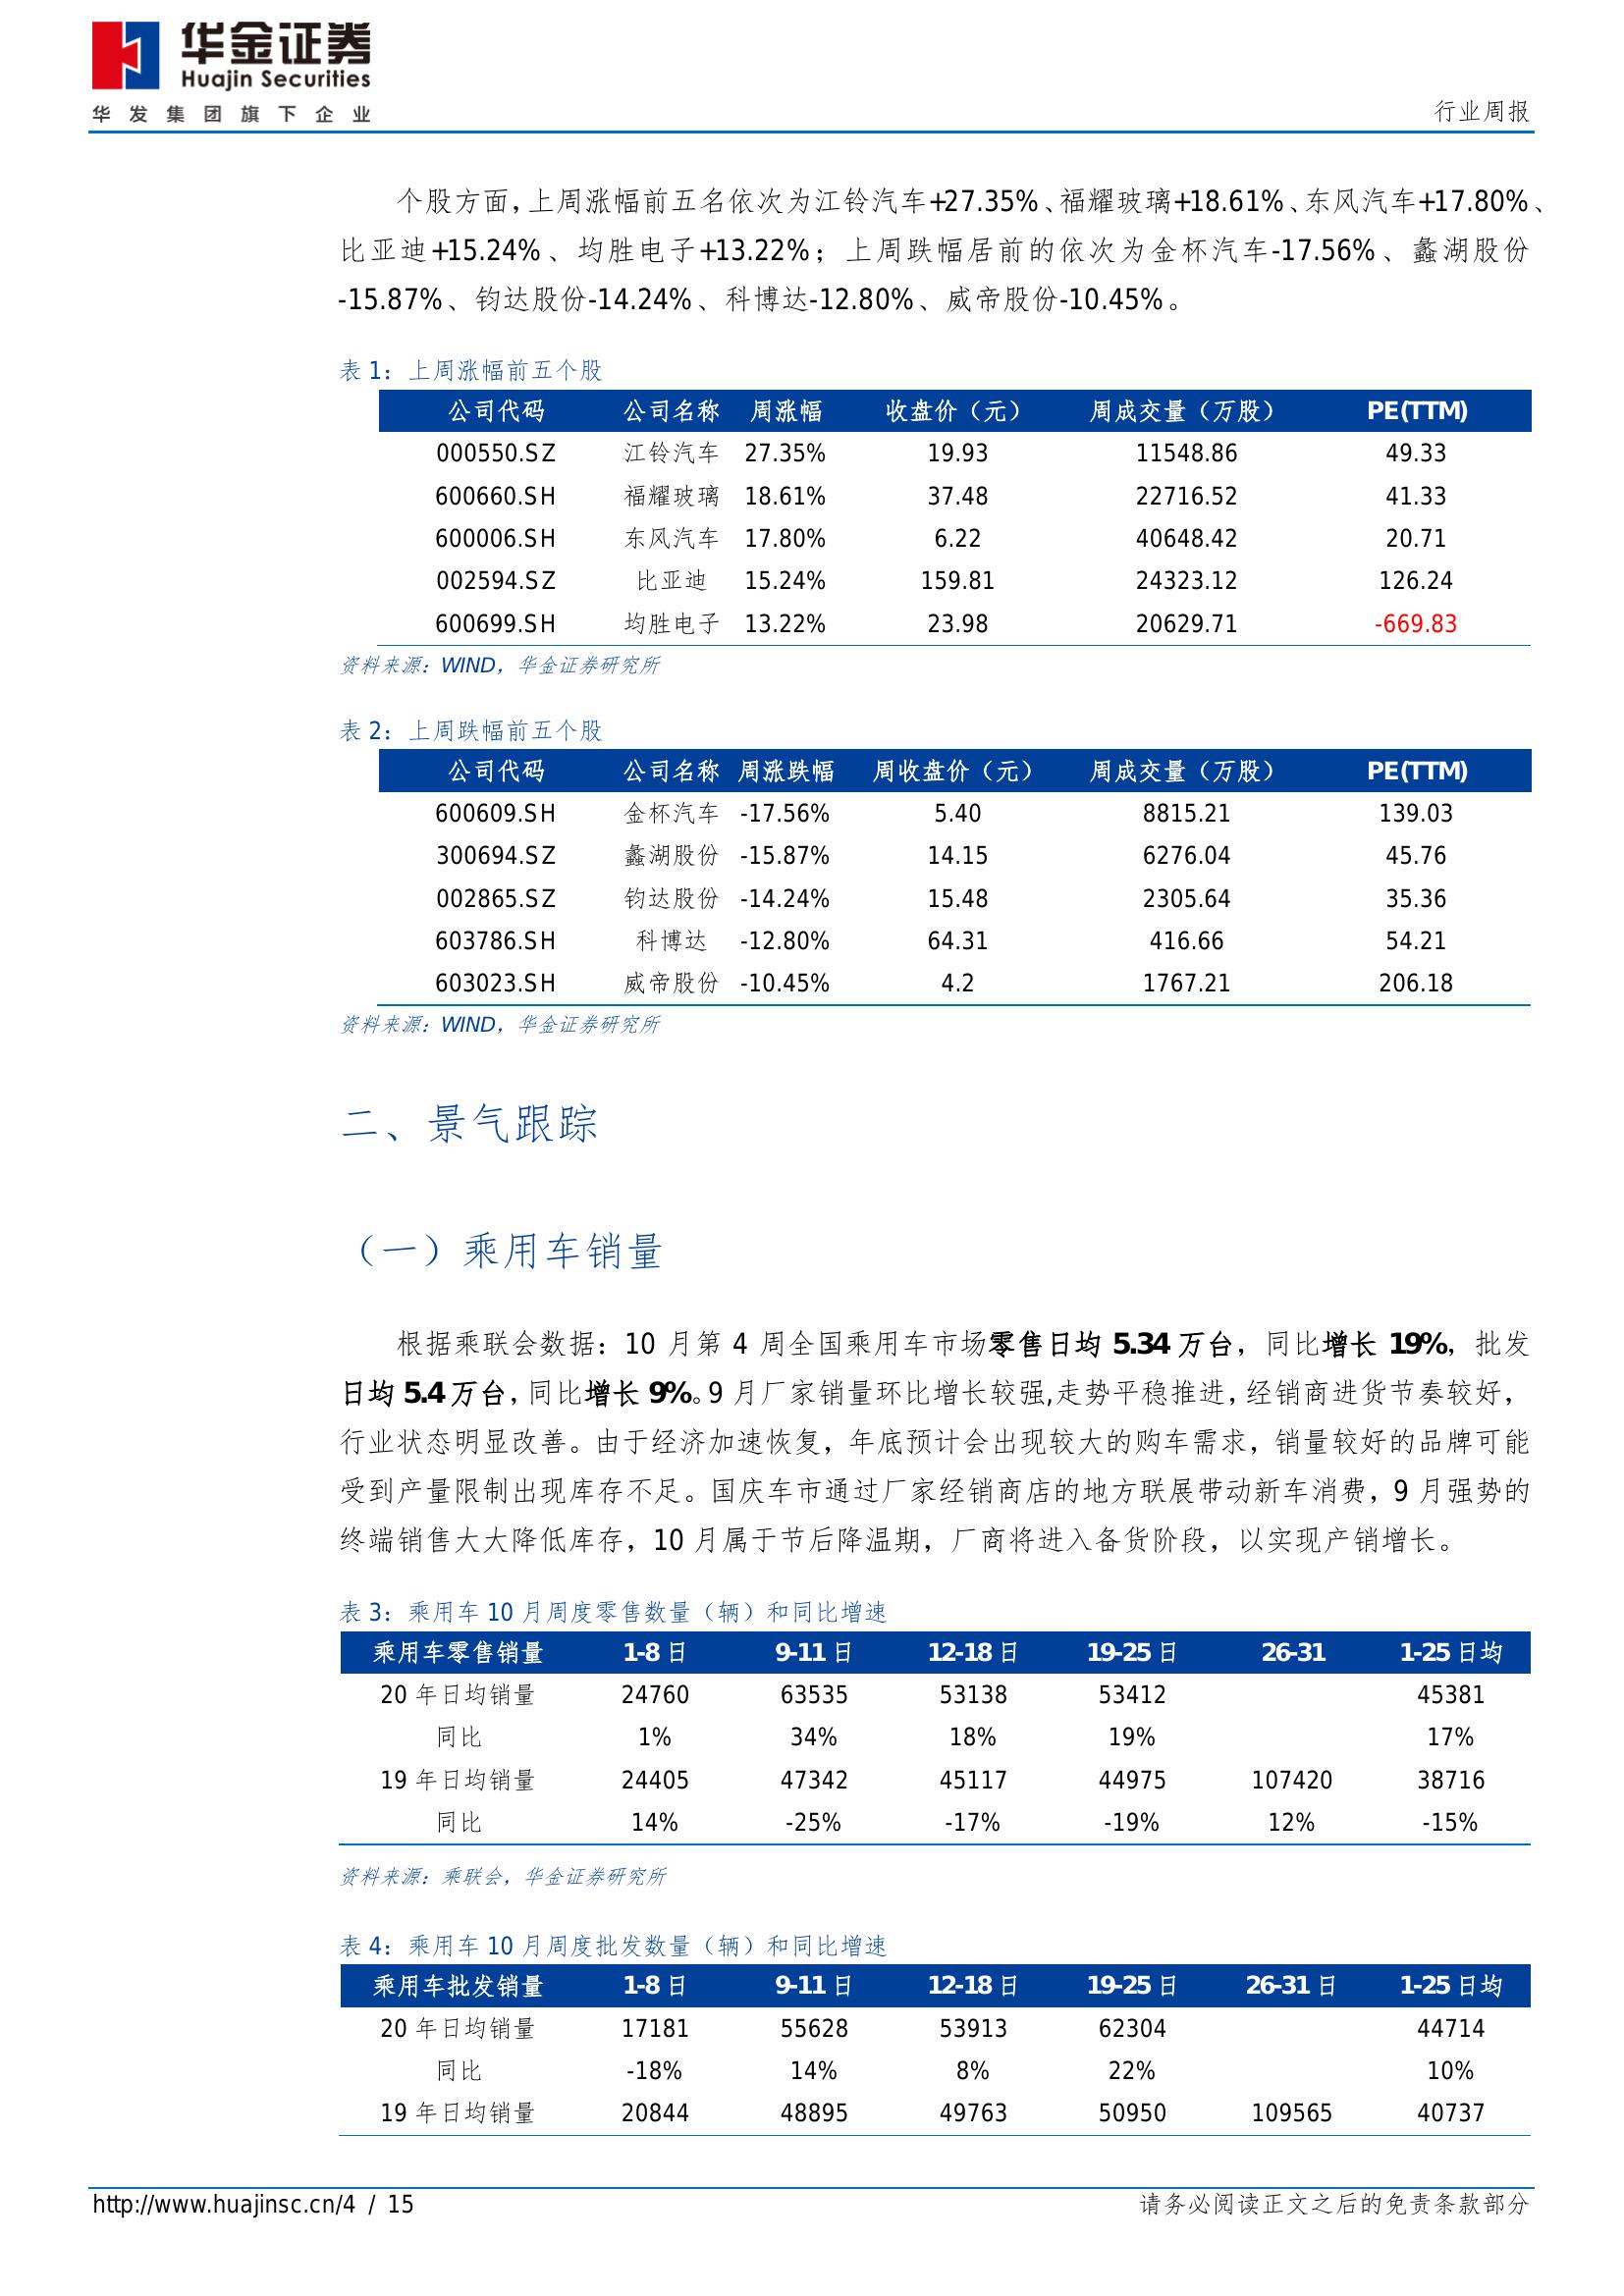 华金证券
Huajin Securities
华发集团旗下企业
行业周报
个股方面，上周涨幅前五名依次为江铃汽车+27.35%、福耀玻璃+18.61%、东风汽车+17.80%、
比亚迪+15.24%、均胜电子+13.22%；上周跌幅居前的依次为金杯汽车-17.56%、蠡湖股份
-15.87%、钧达股份-14.24%、科博达-12.80%、威帝股份-10.45%。
表 1：上周涨幅前五个股
公司代码 公司名称 周涨幅 收盘价（元） 周成交量（万股） PE(TTM)
000550.SZ 江铃汽车 27.35% 19.93 11548.86 49.33
600660.SH 福耀玻璃 18.61% 37.48 22716.52 41.33
600006.SH 东风汽车 17.80% 6.22 40648.42 20.71
002594.SZ 比亚迪 15.24% 159.81 24323.12 126.24
600699.SH 均胜电子 13.22% 23.98 20629.71 -669.83
资料来源：WIND，华金证券研究所
表 2：上周跌幅前五个股
公司代码 公司名称 周涨跌幅 周收盘价（元） 周成交量（万股） PE(TTM)
600609.SH 金杯汽车 -17.56% 5.40 8815.21 139.03
300694.SZ 蠡湖股份 -15.87% 14.15 6276.04 45.76
002865.SZ 钧达股份 -14.24% 15.48 2305.64 35.36
603786.SH 科博达 -12.80% 64.31 416.66 54.21
603023.SH 威帝股份 -10.45% 4.2 1767.21 206.18
资料来源：WIND，华金证券研究所
二、景气跟踪
（一）乘用车销量
根据乘联会数据：10 月第 4 周全国乘用车市场零售日均 5.34 万台，同比增长 19%，批发
日均 5.4 万台，同比增长 9%。9 月厂家销量环比增长较强,走势平稳推进，经销商进货节奏较好，
行业状态明显改善。由于经济加速恢复，年底预计会出现较大的购车需求，销量较好的品牌可能
受到产量限制出现库存不足。国庆车市通过厂家经销商店的地方联展带动新车消费，9 月强势的
终端销售大大降低库存，10 月属于节后降温期，厂商将进入备货阶段，以实现产销增长。
表 3：乘用车 10 月周度零售数量（辆）和同比增速
乘用车零售销量 1-8 日 9-11 日 12-18 日 19-25 日 26-31 1-25 日均
20 年日均销量 24760 63535 53138 53412 45381
同比 1% 34% 18% 19% 17%
19 年日均销量 24405 47342 45117 44975 107420 38716
同比 14% -25% -17% -19% 12% -15%
资料来源：乘联会，华金证券研究所
表 4：乘用车 10 月周度批发数量（辆）和同比增速
乘用车批发销量 1-8 日 9-11 日 12-18 日 19-25 日 26-31 日 1-25 日均
20 年日均销量 17181 55628 53913 62304 44714
同比 -18% 14% 8% 22% 10%
19 年日均销量 20844 48895 49763 50950 109565 40737
http://www.huajinsc.cn/4 / 15
请务必阅读正文之后的免责条款部分